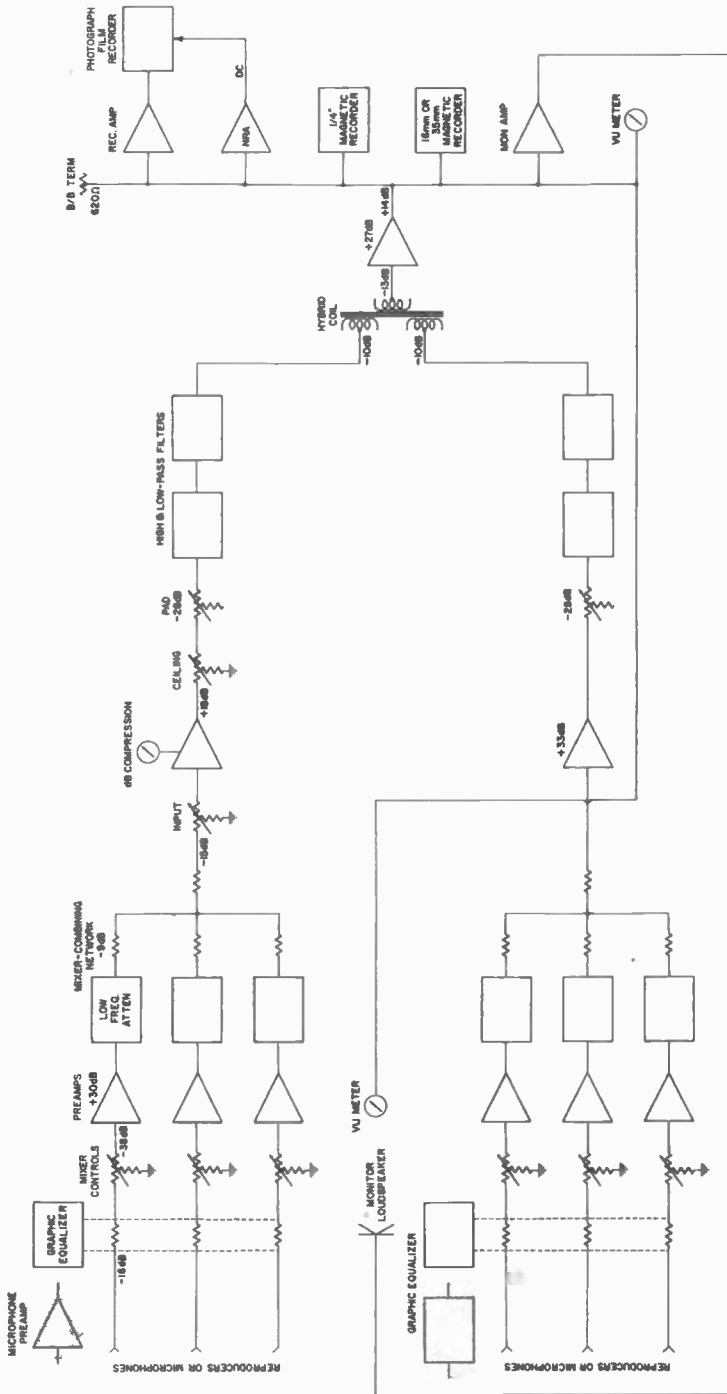 MICROPHONE
PREAMP
GRAPHIC
EQUALIZER
-16dB
REPRODUCERS OR MICROPHONES
MIXER
CONTROLS
-38dB
PREAMPS
+30dB
LOW
FREQ.
ATTEN
MIXER-COMBINING
NETWORK
-9dB
-15dB
INPUT
dB COMPRESSION
+18dB
CEILING
PAD
-28dB
HIGH & LOW-PASS FILTERS
-10dB
HYBRID
COIL
-10dB
-13dB
+27dB
+14dB
B/B TERM
620Ω
REC. AMP
PHOTOGRAPH
FILM
RECORDER
NRA
DC
1/4"
MAGNETIC
RECORDER
16mm OR
35mm
MAGNETIC
RECORDER
MON AMP
VU METER
VU METER
MONITOR
LOUDSPEAKER
GRAPHIC EQUALIZER
REPRODUCERS OR MICROPHONES
+33dB
-28dB